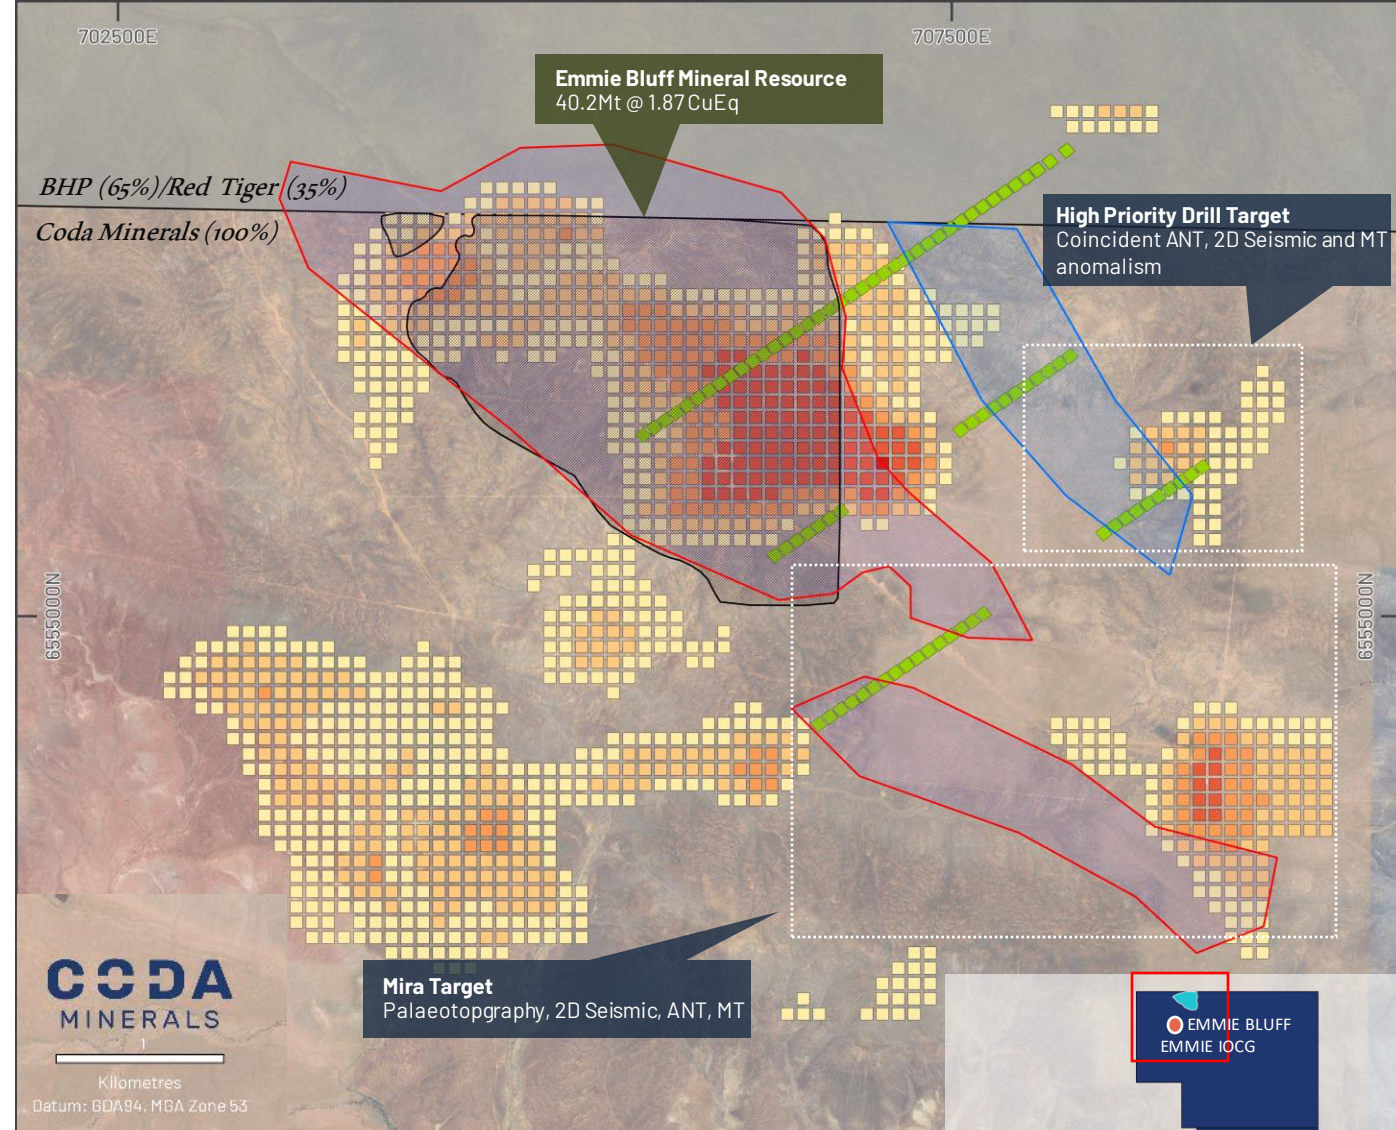 702500E
707500E
Emmie Bluff Mineral Resource
40.2Mt @ 1.87 CuEq
BHP (65%)/Red Tiger (35%)
Coda Minerals (100%)
High Priority Drill Target
Coincident ANT, 2D Seismic and MT
anomalism
6555000N
6555000N
Mira Target
Palaeotopgraphy, 2D Seismic, ANT, MT
CODA
MINERALS
1
Kilometres
Datum: GDA94, MGA Zone 53
EMMIE BLUFF
EMMIE IOCG